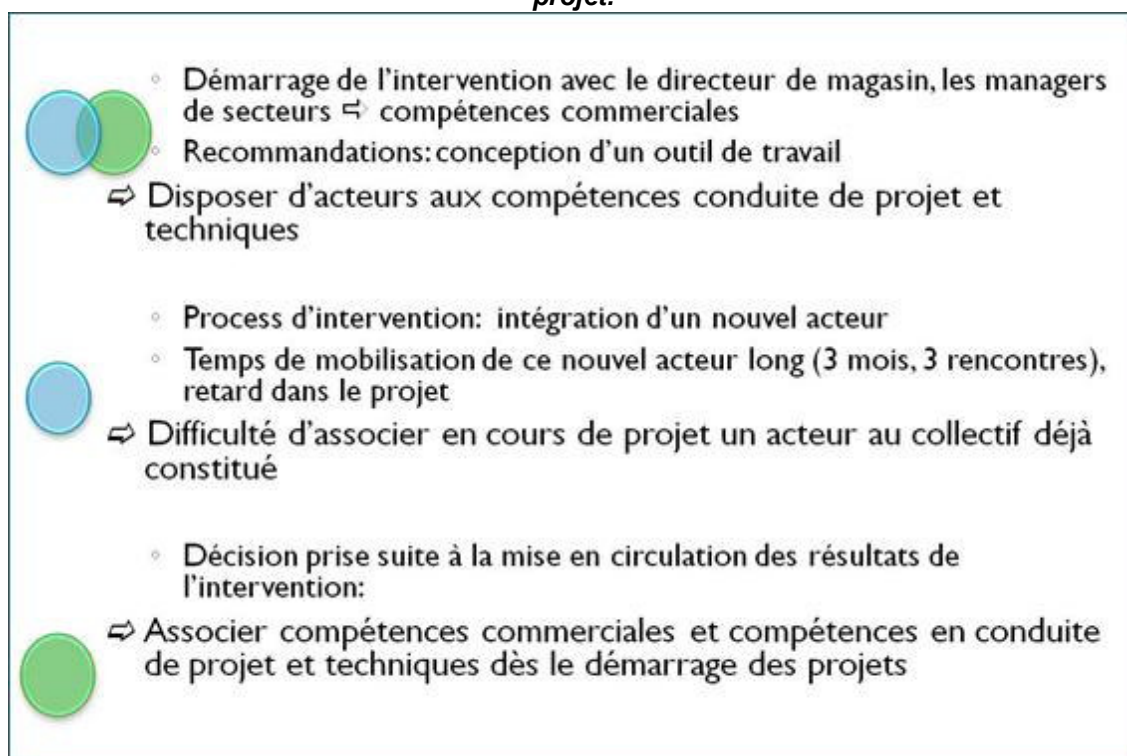 projet.
◦ Démarrage de l'intervention avec le directeur de magasin, les managers
de secteurs ⇨ compétences commerciales
◦ Recommandations: conception d'un outil de travail
⇨ Disposer d'acteurs aux compétences conduite de projet et
techniques
◦ Process d'intervention: intégration d'un nouvel acteur
◦ Temps de mobilisation de ce nouvel acteur long (3 mois, 3 rencontres),
retard dans le projet
⇨ Difficulté d'associer en cours de projet un acteur au collectif déjà
constitué
◦ Décision prise suite à la mise en circulation des résultats de
l'intervention:
⇨ Associer compétences commerciales et compétences en conduite
de projet et techniques dès le démarrage des projets